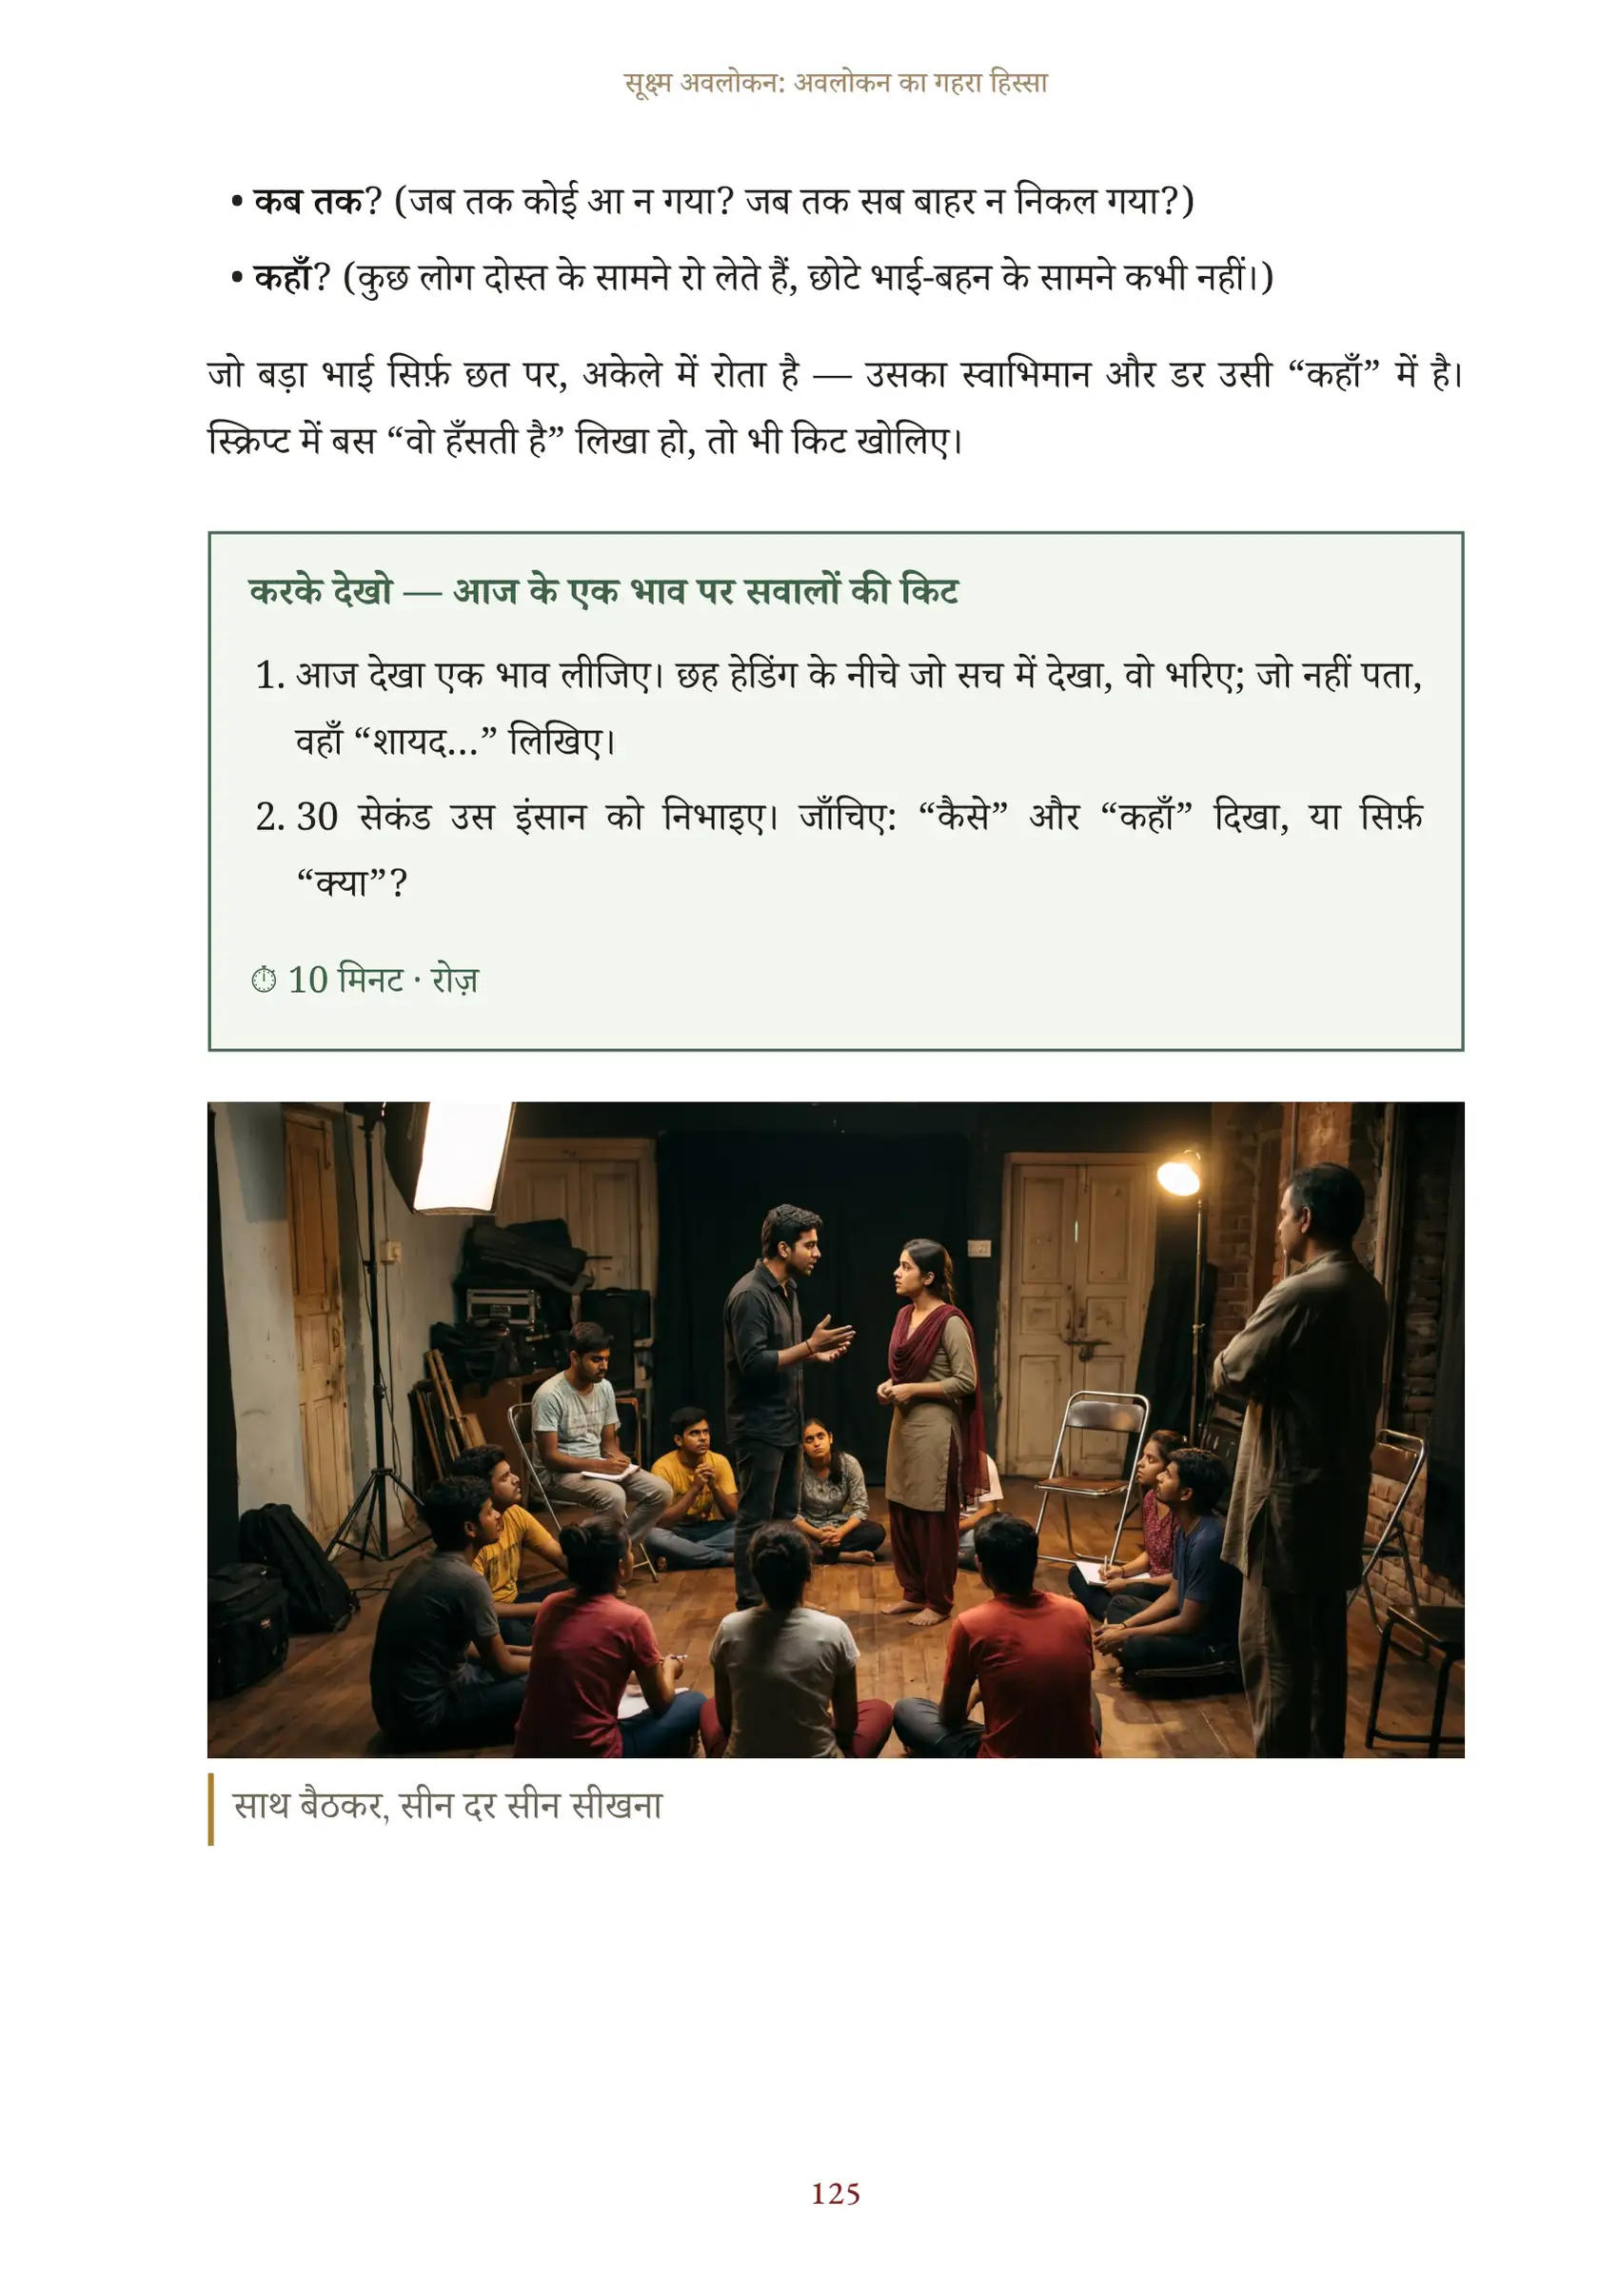 सूक्ष्म अवलोकन: अवलोकन का गहरा हिस्सा
• कब तक? (जब तक कोई आ न गया? जब तक सब बाहर न निकल गया?)
• कहाँ? (कुछ लोग दोस्त के सामने रो लेते हैं, छोटे भाई-बहन के सामने कभी नहीं।)
जो बड़ा भाई सिर्फ़ छत पर, अकेले में रोता है — उसका स्वाभिमान और डर उसी “कहाँ” में है।
स्क्रिप्ट में बस “वो हँसती है” लिखा हो, तो भी किट खोलिए।
करके देखो — आज के एक भाव पर सवालों की किट
1. आज देखा एक भाव लीजिए। छह हेडिंग के नीचे जो सच में देखा, वो भरिए; जो नहीं पता,
वहाँ “शायद…” लिखिए।
2. 30 सेकंड उस इंसान को निभाइए। जाँचिए: “कैसे” और “कहाँ” दिखा, या सिर्फ़
“क्या”?
⏱ 10 मिनट · रोज़
साथ बैठकर, सीन दर सीन सीखना
125